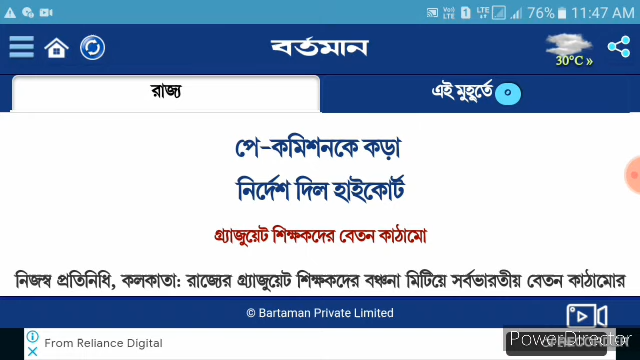 76% 11:47 AM
বর্তমান
30°C »
রাজ্য
এই মুহূর্তে ০
পে-কমিশনকে কড়া
নির্দেশ দিল হাইকোর্ট
গ্র্যাজুয়েট শিক্ষকদের বেতন কাঠামো
নিজস্ব প্রতিনিধি, কলকাতা: রাজ্যের গ্র্যাজুয়েট শিক্ষকদের বঞ্চনা মিটিয়ে সর্বভারতীয় বেতন কাঠামোর
© Bartaman Private Limited
From Reliance Digital
PowerDirector